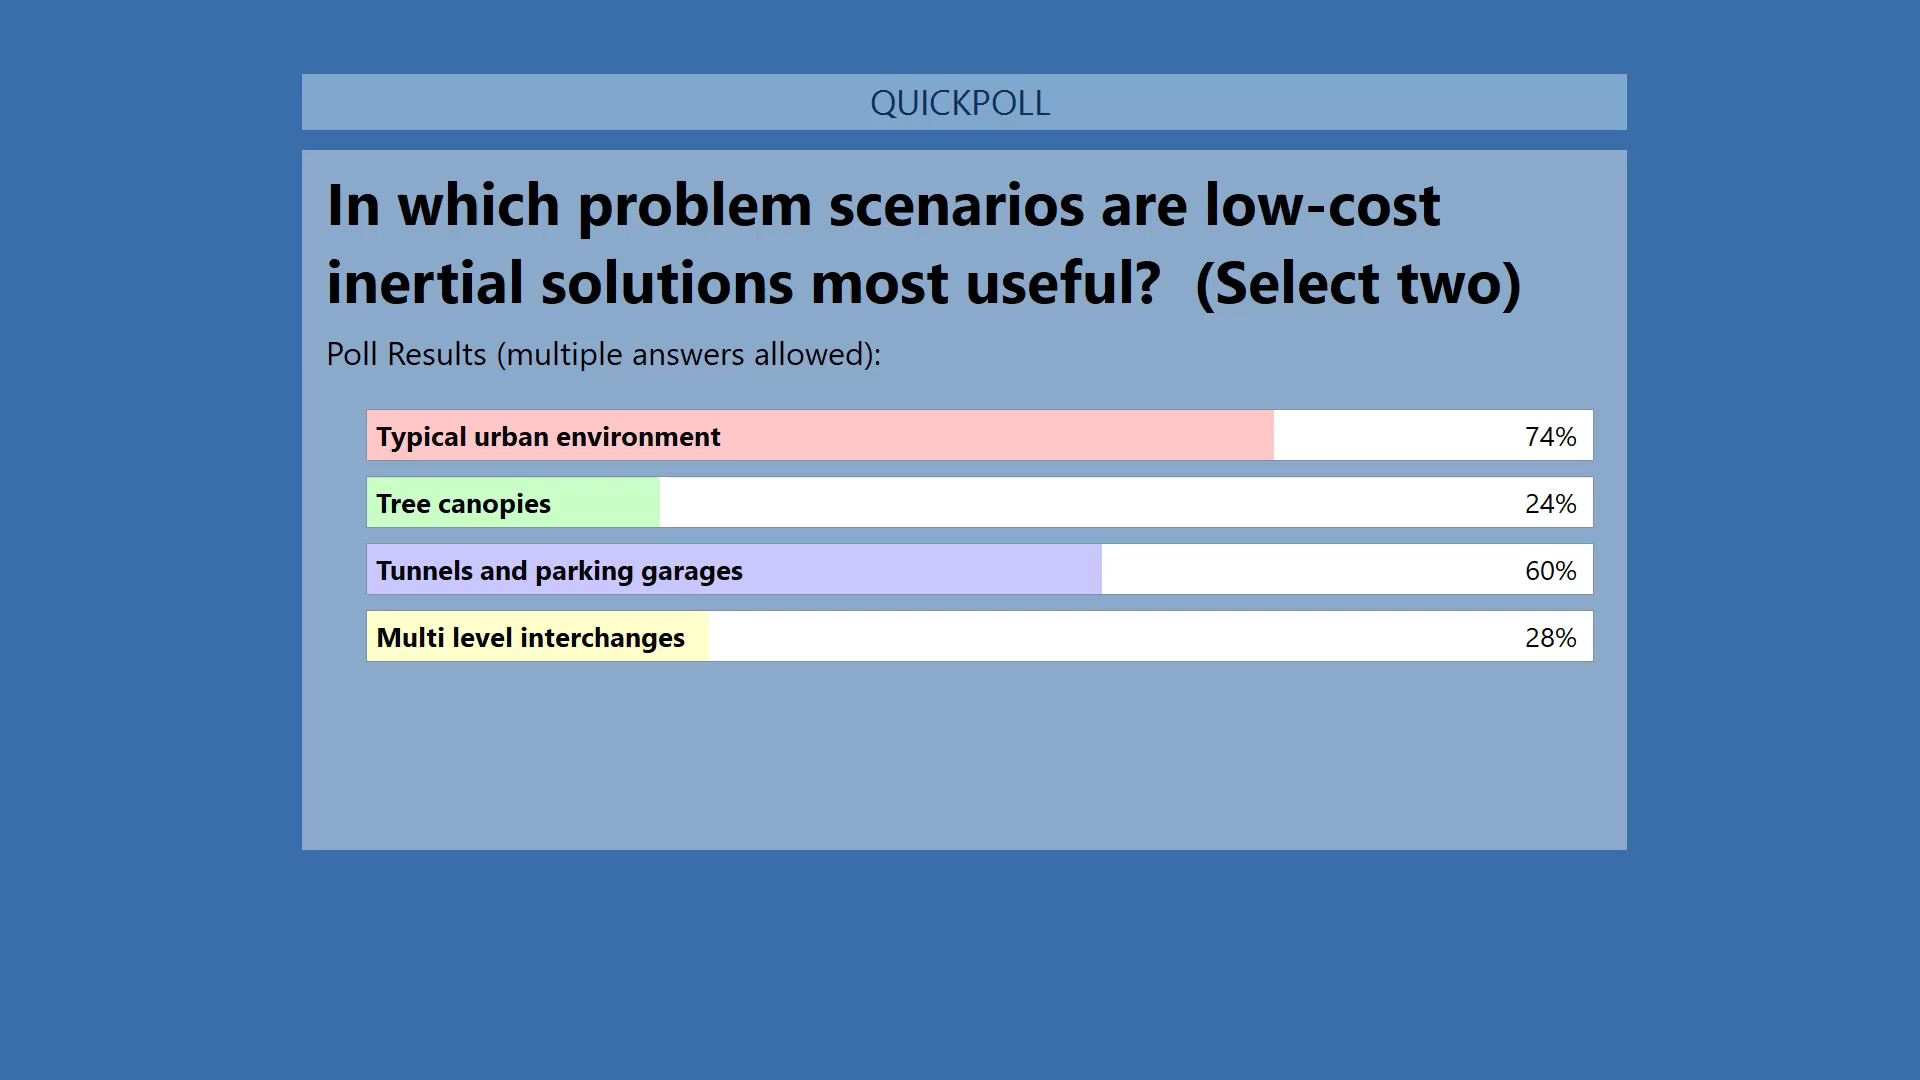 QUICKPOLL
In which problem scenarios are low-cost
inertial solutions most useful?  (Select two)
Poll Results (multiple answers allowed):
Typical urban environment 74%
Tree canopies 24%
Tunnels and parking garages 60%
Multi level interchanges 28%